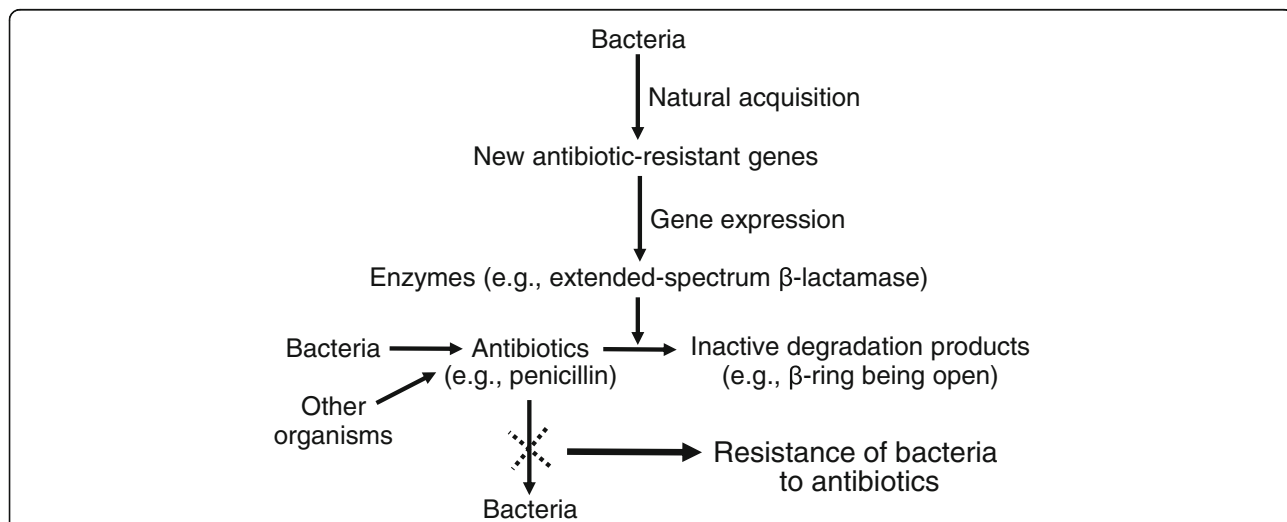 Bacteria
Natural acquisition
New antibiotic-resistant genes
Gene expression
Enzymes (e.g., extended-spectrum β-lactamase)
Bacteria
Antibiotics
(e.g., penicillin)
Inactive degradation products
(e.g., β-ring being open)
Other
organisms
Resistance of bacteria
to antibiotics
Bacteria